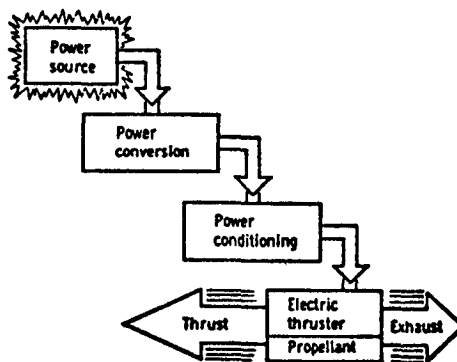 Power
source
Power
conversion
Power
conditioning
Electric
thruster
Thrust
Exhaust
Propellant